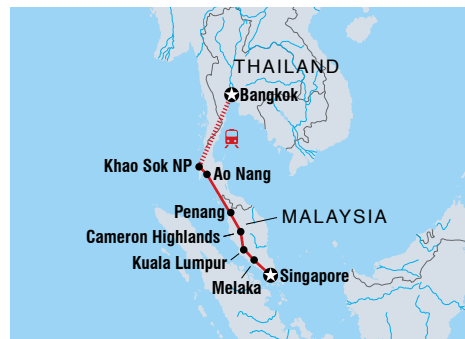 THAILAND
Bangkok
Khao Sok NP
Ao Nang
Penang
MALAYSIA
Cameron Highlands
Kuala Lumpur
Singapore
Melaka